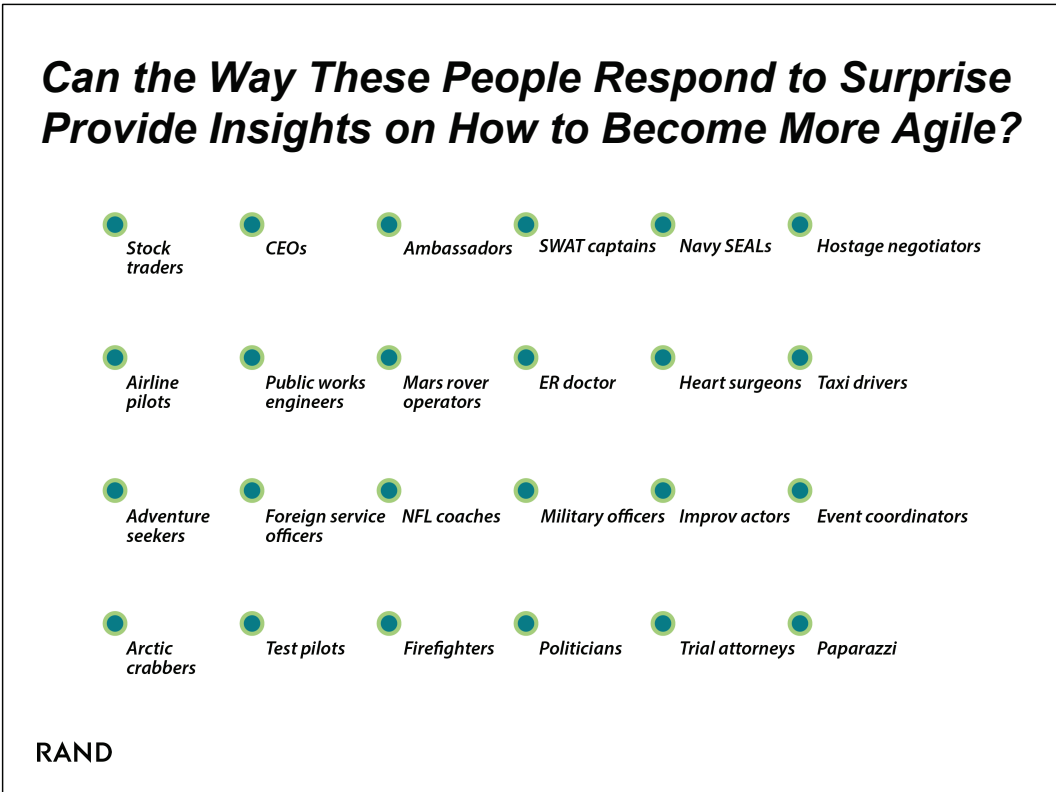 Can the Way These People Respond to Surprise
Provide Insights on How to Become More Agile?
Stock
traders
CEOs
Ambassadors
SWAT captains
Navy SEALs
Hostage negotiators
Airline
pilots
Public works
engineers
Mars rover
operators
ER doctor
Heart surgeons
Taxi drivers
Adventure
seekers
Foreign service
officers
NFL coaches
Military officers
Improv actors
Event coordinators
Arctic
crabbers
Test pilots
Firefighters
Politicians
Trial attorneys
Paparazzi
RAND